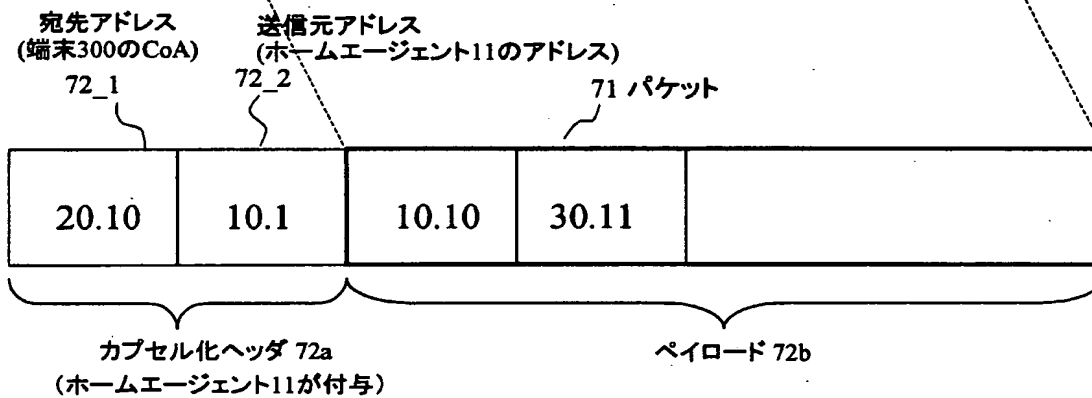 宛先アドレス
(端末300のCoA)
72_1
送信元アドレス
(ホームエージェント11のアドレス)
72_2
71 パケット
20.10
10.1
10.10
30.11
カプセル化ヘッダ 72a
(ホームエージェント11が付与)
ペイロード 72b